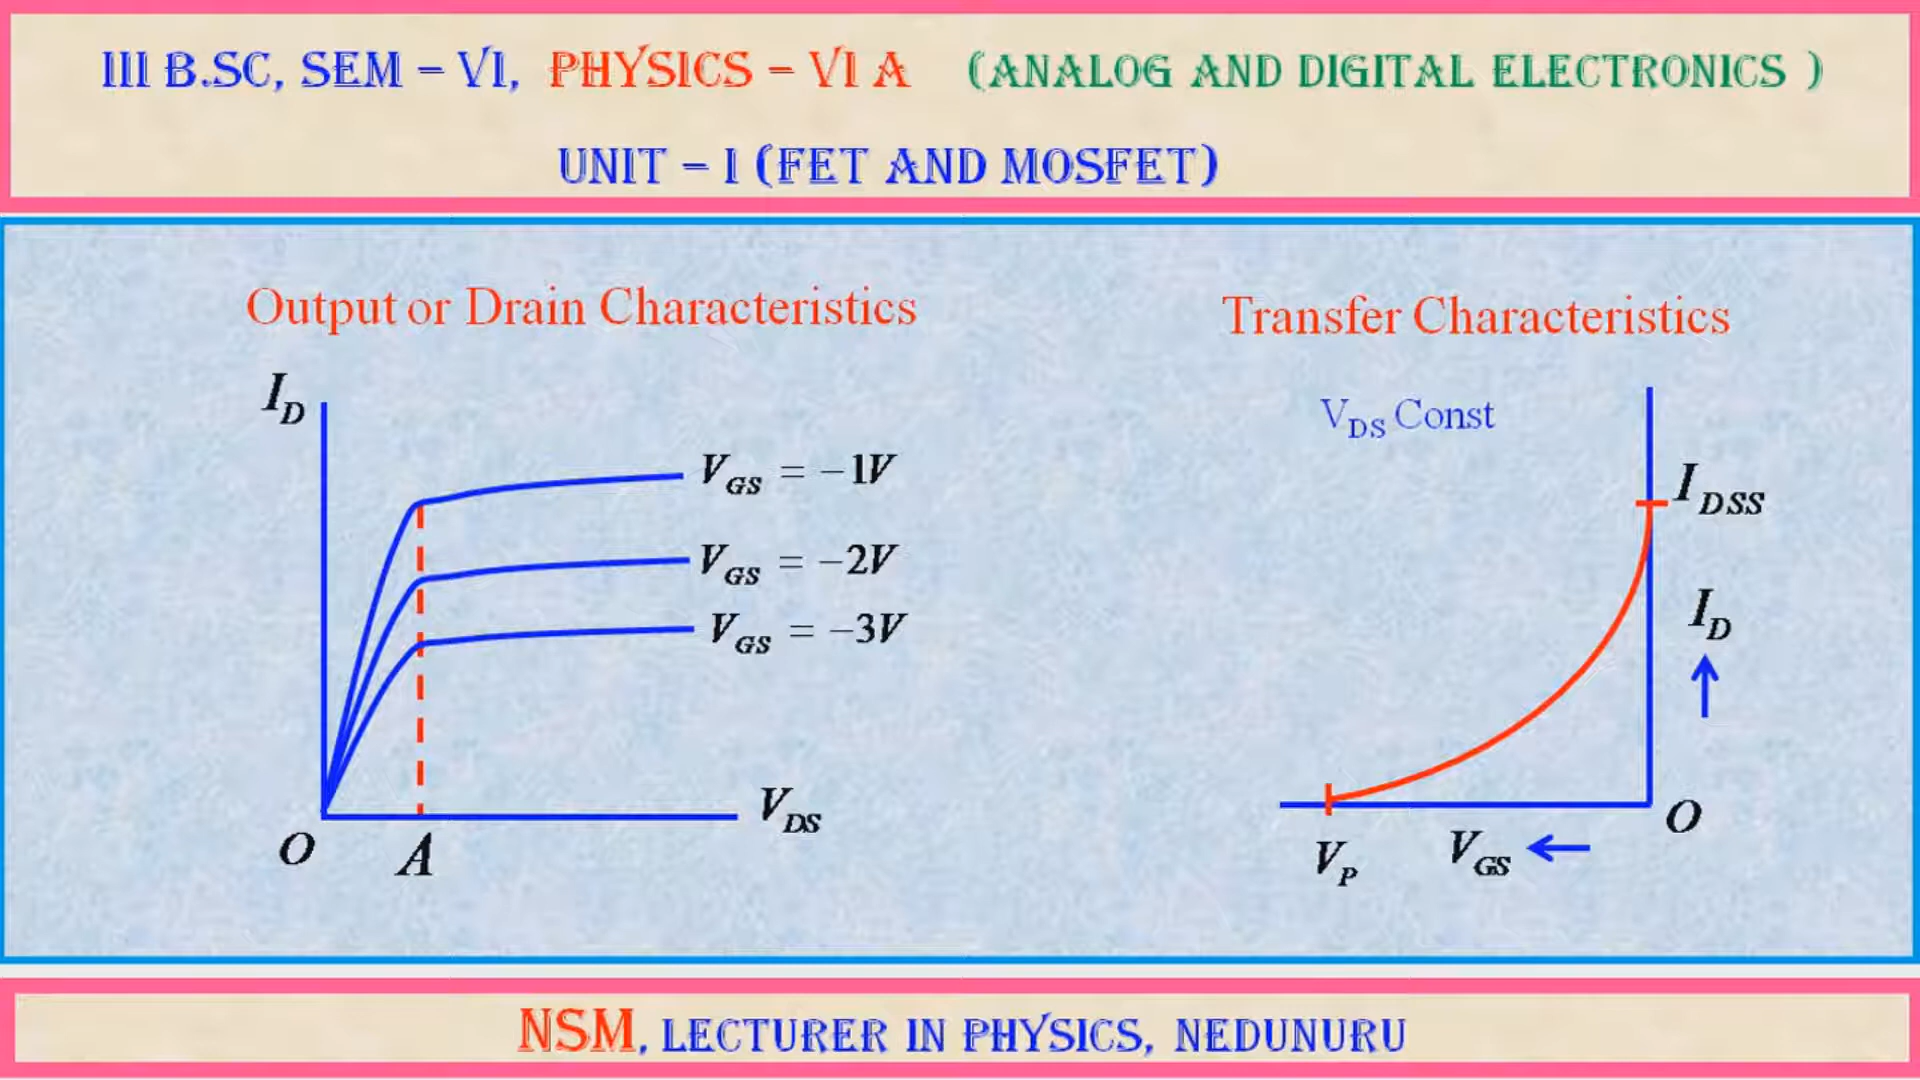 III B.SC, SEM – VI, PHYSICS – VI A (ANALOG AND DIGITAL ELECTRONICS )
UNIT – I (FET AND MOSFET)
Output or Drain Characteristics
I_D
V_GS = −1V
V_GS = −2V
V_GS = −3V
V_DS
O
A
Transfer Characteristics
V_DS Const
I_DSS
I_D
O
V_P
V_GS
NSM, LECTURER IN PHYSICS, NEDUNURU